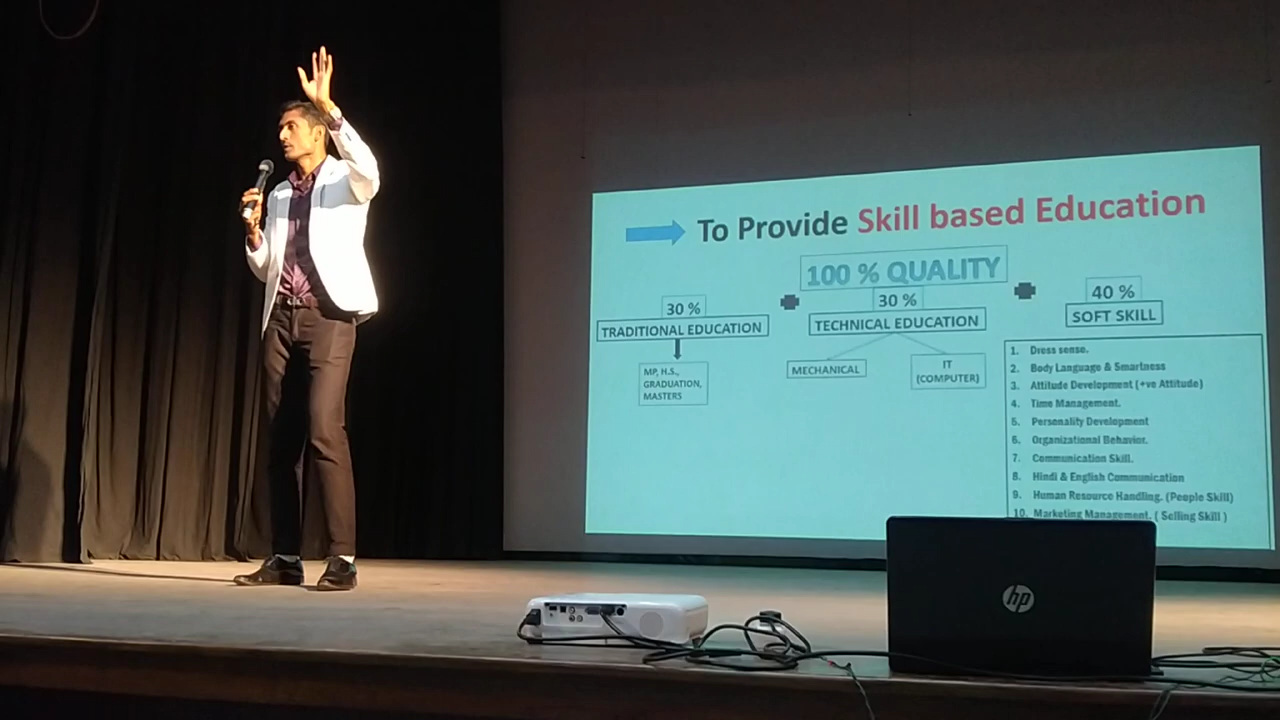 To Provide Skill based Education
100 % QUALITY
30 %
TRADITIONAL EDUCATION
MP, H.S.,
GRADUATION,
MASTERS
30 %
TECHNICAL EDUCATION
MECHANICAL
IT
(COMPUTER)
40 %
SOFT SKILL
1. Dress sense.
2. Body Language & Smartness
3. Attitude Development (+ve Attitude)
4. Time Management.
5. Personality Development
6. Organizational Behavior.
7. Communication Skill.
8. Hindi & English Communication
9. Human Resource Handling. (People Skill)
10. Marketing Management. ( Selling Skill )
hp